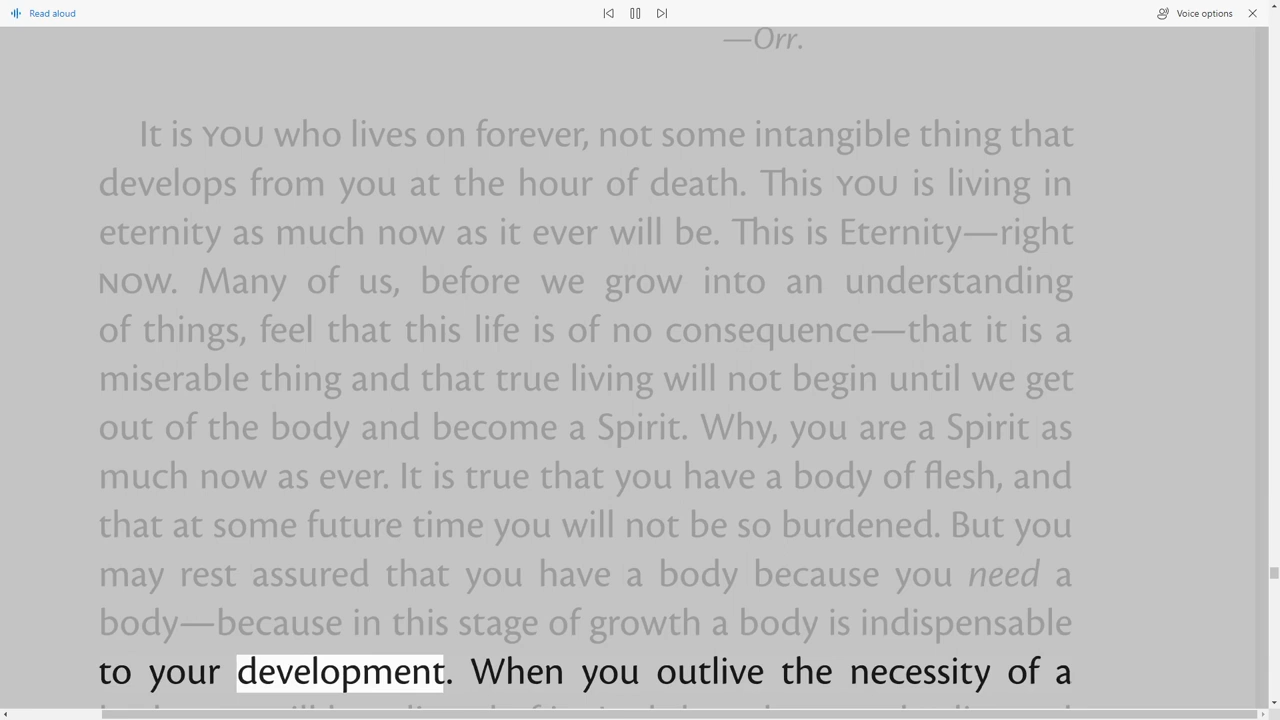 Read aloud
Voice options
—Orr.
It is YOU who lives on forever, not some intangible thing that
develops from you at the hour of death. This YOU is living in
eternity as much now as it ever will be. This is Eternity—right
NOW. Many of us, before we grow into an understanding
of things, feel that this life is of no consequence—that it is a
miserable thing and that true living will not begin until we get
out of the body and become a Spirit. Why, you are a Spirit as
much now as ever. It is true that you have a body of flesh, and
that at some future time you will not be so burdened. But you
may rest assured that you have a body because you need a
body—because in this stage of growth a body is indispensable
to your development. When you outlive the necessity of a